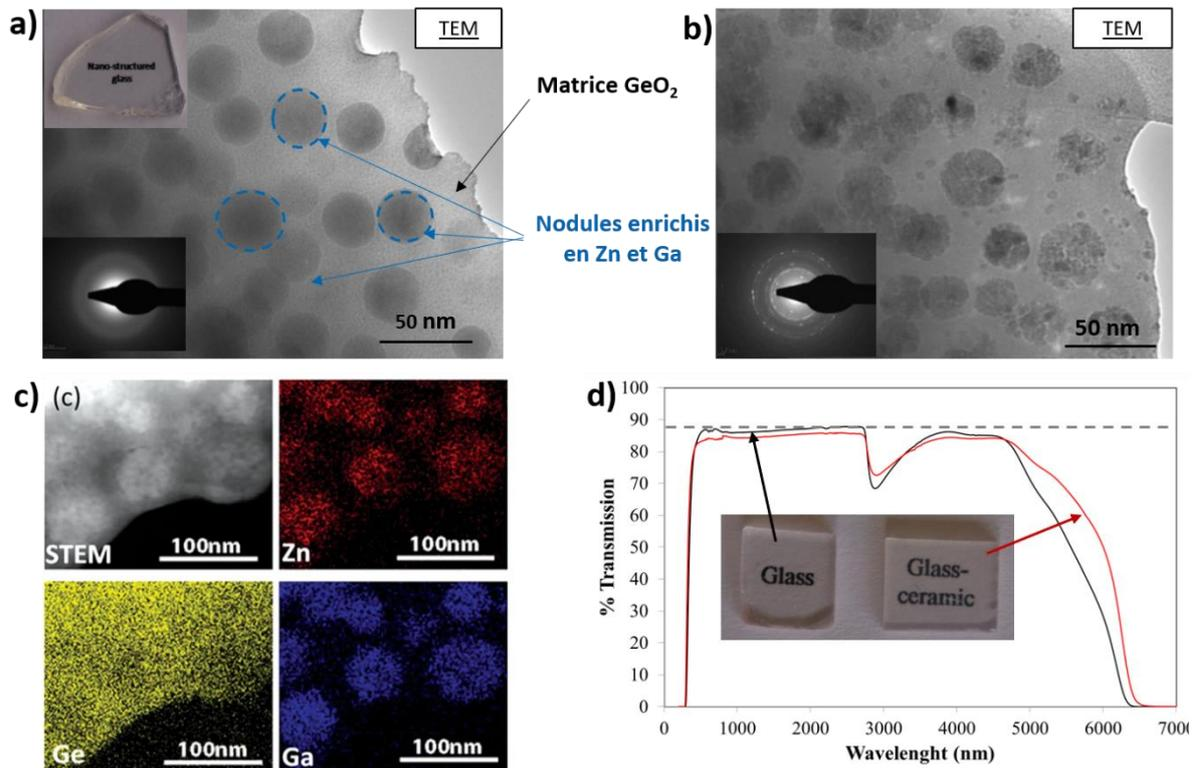 a)
Nano-structured
glass
TEM
50 nm
Matrice GeO₂
Nodules enrichis
en Zn et Ga
b)
TEM
50 nm
c) (c)
STEM
100nm
Zn
100nm
Ge
100nm
Ga
100nm
d)
100
90
80
70
60
50
40
30
20
10
0
% Transmission
Glass
Glass-
ceramic
0 1000 2000 3000 4000 5000 6000 7000
Wavelenght (nm)